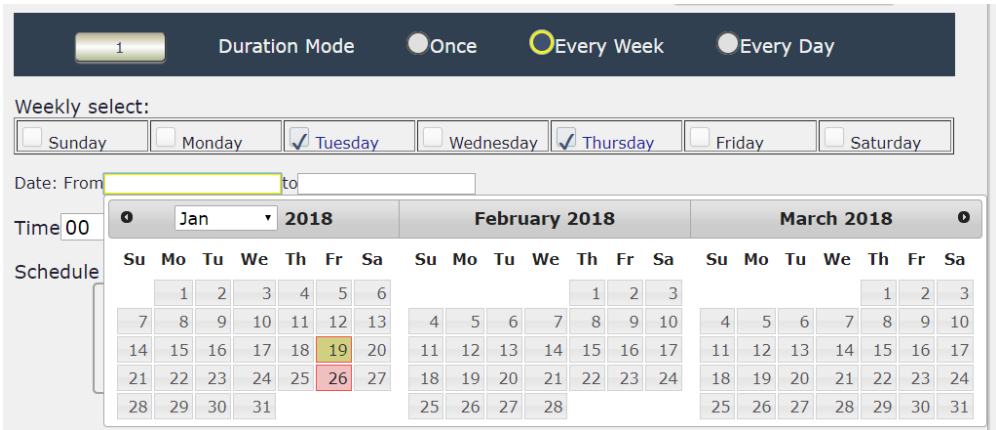 1 Duration Mode Once Every Week Every Day
Weekly select:
Sunday Monday Tuesday Wednesday Thursday Friday Saturday
Date: From to
Time 00
Schedule
Jan 2018 February 2018 March 2018
Su Mo Tu We Th Fr Sa Su Mo Tu We Th Fr Sa Su Mo Tu We Th Fr Sa
1 2 3 4 5 6 1 2 3 1 2 3
7 8 9 10 11 12 13 4 5 6 7 8 9 10 4 5 6 7 8 9 10
14 15 16 17 18 19 20 11 12 13 14 15 16 17 11 12 13 14 15 16 17
21 22 23 24 25 26 27 18 19 20 21 22 23 24 18 19 20 21 22 23 24
28 29 30 31 25 26 27 28 25 26 27 28 29 30 31